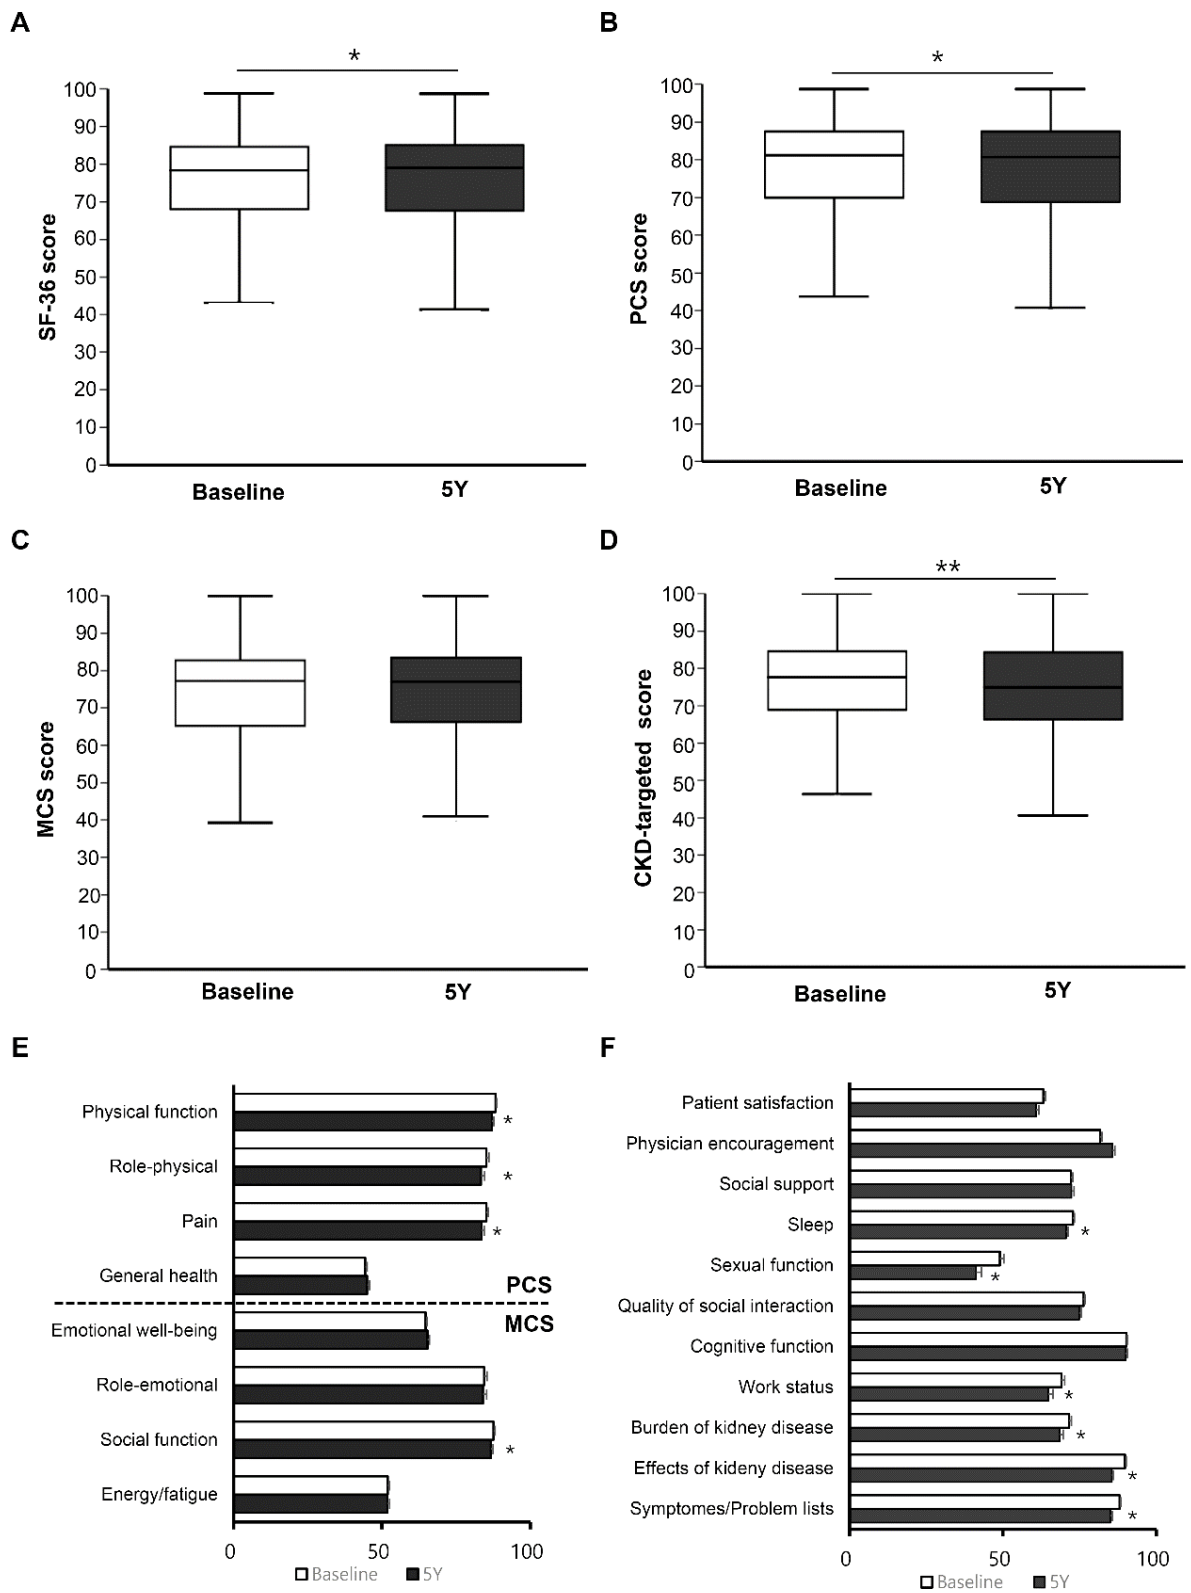 A
*
100
90
80
70
60
50
40
30
20
10
0
SF-36 score
Baseline
5Y
B
*
100
90
80
70
60
50
40
30
20
10
0
PCS score
Baseline
5Y
C
100
90
80
70
60
50
40
30
20
10
0
MCS score
Baseline
5Y
D
**
100
90
80
70
60
50
40
30
20
10
0
CKD-targeted score
Baseline
5Y
E
Physical function
*
Role-physical
*
Pain
*
General health
PCS
MCS
Emotional well-being
Role-emotional
Social function
*
Energy/fatigue
0 50 100
Baseline 5Y
F
Patient satisfaction
Physician encouragement
Social support
Sleep
*
Sexual function
*
Quality of social interaction
Cognitive function
Work status
*
Burden of kidney disease
*
Effects of kideny disease
*
Symptomes/Problem lists
*
0 50 100
Baseline 5Y